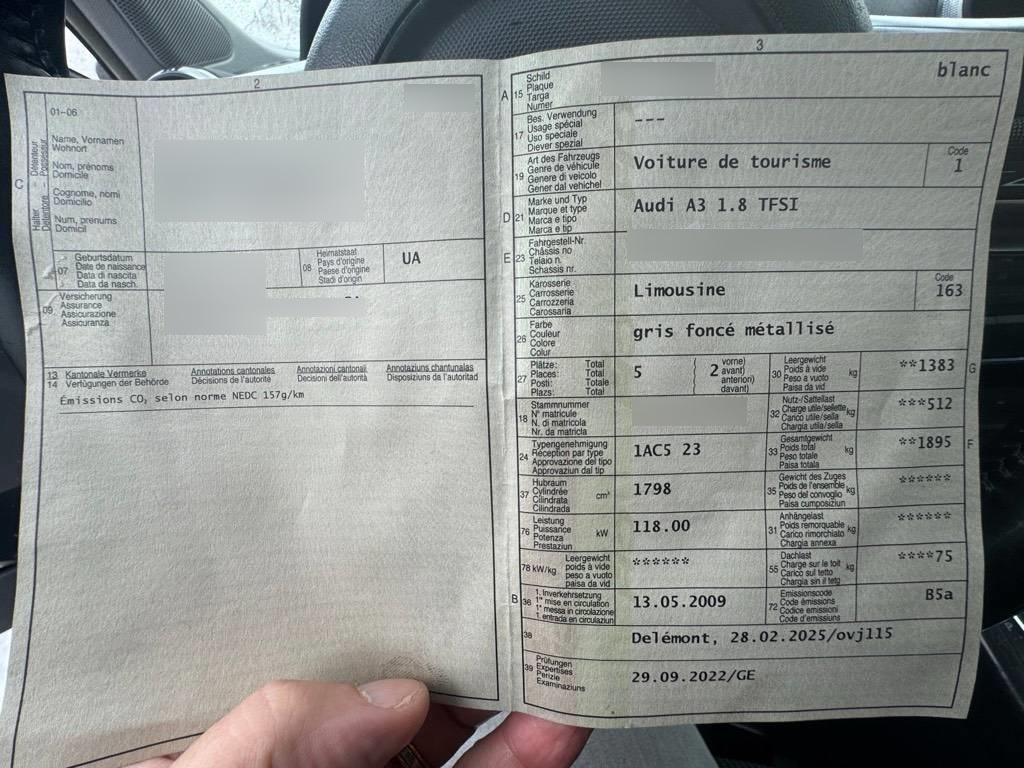 2
01–06
Halter – Détenteur
Detentore – Possessur
C
Name, Vornamen
Wohnort
Nom, prénoms
Domicile
Cognome, nomi
Domicilio
Num, prenums
Domicil
07
Geburtsdatum
Date de naissance
Data di nascita
Data da nasch.
08
Heimatstaat
Pays d'origine
Paese d'origine
Stadi d'origin
UA
09
Versicherung
Assurance
Assicurazione
Assicuranza
13 Kantonale Vermerke Annotations cantonales Annotazioni cantonali Annotaziuns chantunalas
14 Verfügungen der Behörde Décisions de l'autorité Decisioni dell'autorità Disposiziuns da l'autoritad
Émissions CO₂ selon norme NEDC 157g/km
3
A 15
Schild
Plaque
Targa
Numer
blanc
17
Bes. Verwendung
Usage spécial
Uso speciale
Diever spezial
---
19
Art des Fahrzeugs
Genre de véhicule
Genere di veicolo
Gener dal vehichel
Voiture de tourisme
Code
1
D 21
Marke und Typ
Marque et type
Marca e tipo
Marca e tip
Audi A3 1.8 TFSI
E 23
Fahrgestell-Nr.
Châssis no
Telaio n.
Schassis nr.
25
Karosserie
Carrosserie
Carrozzeria
Carossaria
Limousine
Code
163
26
Farbe
Couleur
Colore
Colur
gris foncé métallisé
27
Plätze: Total
Places: Total
Posti: Totale
Plazs: Total
5
2
vorne)
avant)
anteriori)
davant)
30
Leergewicht
Poids à vide
Peso a vuoto
Paisa da vid
kg
**1383
G
18
Stammnummer
N° matricule
N. di matricola
Nr. da matricla
32
Nutz-/Sattellast
Charge utile/sellette
Carico utile/sella
Chargia utila/sella
kg
***512
24
Typengenehmigung
Réception par type
Approvazione del tipo
Approvaziun dal tip
1AC5 23
33
Gesamtgewicht
Poids total
Peso totale
Paisa totala
kg
**1895
F
37
Hubraum
Cylindrée
Cilindrata
Cilindrada
cm³
1798
35
Gewicht des Zuges
Poids de l'ensemble
Peso del convoglio
Paisa cumposiziun
kg
******
76
Leistung
Puissance
Potenza
Prestaziun
kW
118.00
31
Anhängelast
Poids remorquable
Carico rimorchiato
Chargia annexa
kg
******
78 kW/kg
Leergewicht
poids à vide
peso a vuoto
paisa da vid
******
55
Dachlast
Charge sur le toit
Carico sul tetto
Chargia sin il tetg
kg
****75
B 36
1. Inverkehrsetzung
1re mise en circulation
1a messa in circolazione
1. entrada en circulaziun
13.05.2009
72
Emissionscode
Code émissions
Codice emissioni
Code d'emissiuns
B5a
38
Delémont, 28.02.2025/ovj115
39
Prüfungen
Expertises
Perizie
Examinaziuns
29.09.2022/GE